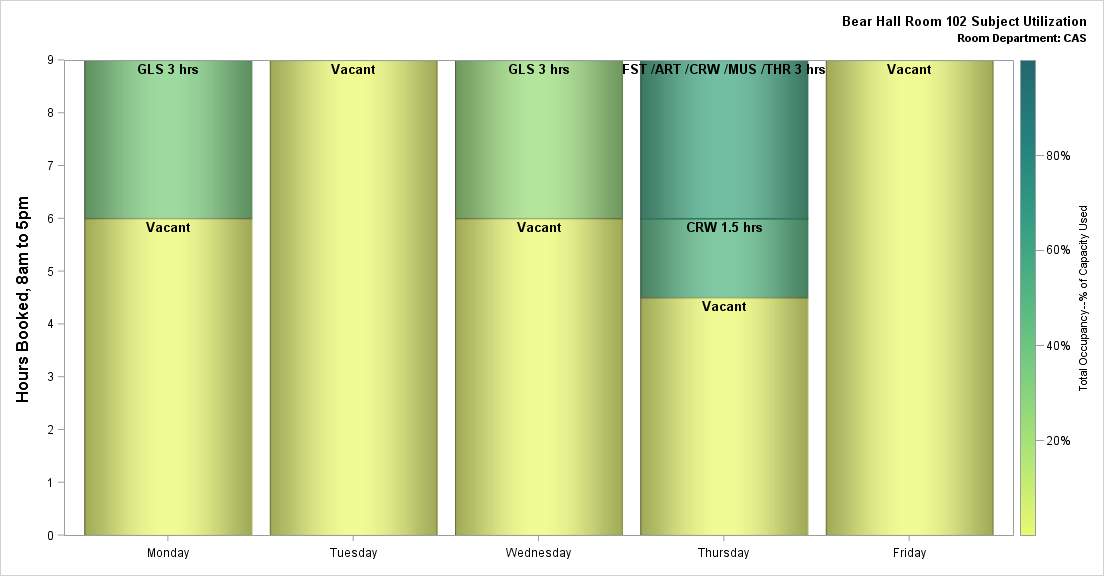 Bear Hall Room 102 Subject Utilization
Room Department: CAS
Hours Booked, 8am to 5pm
9
8
7
6
5
4
3
2
1
0
GLS 3 hrs
Vacant
Vacant
GLS 3 hrs
Vacant
FST /ART /CRW /MUS /THR 3 hrs
CRW 1.5 hrs
Vacant
Vacant
Monday
Tuesday
Wednesday
Thursday
Friday
80%
60%
40%
20%
Total Occupancy--% of Capacity Used